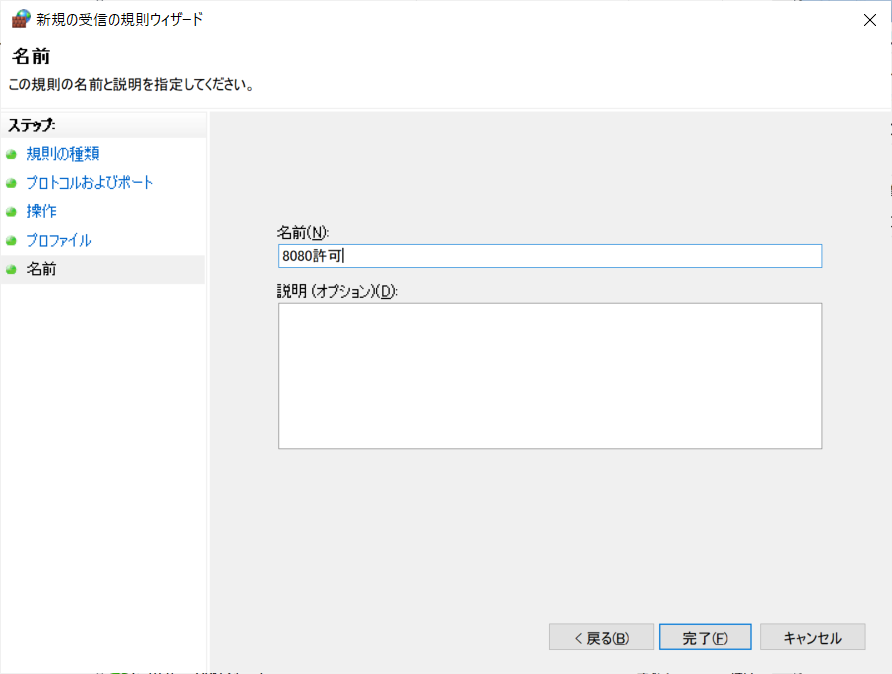 新規の受信の規則ウィザード
名前
この規則の名前と説明を指定してください。
ステップ:
規則の種類
プロトコルおよびポート
操作
プロファイル
名前
名前(N):
8080許可
説明 (オプション)(D):
< 戻る(B)
完了(F)
キャンセル